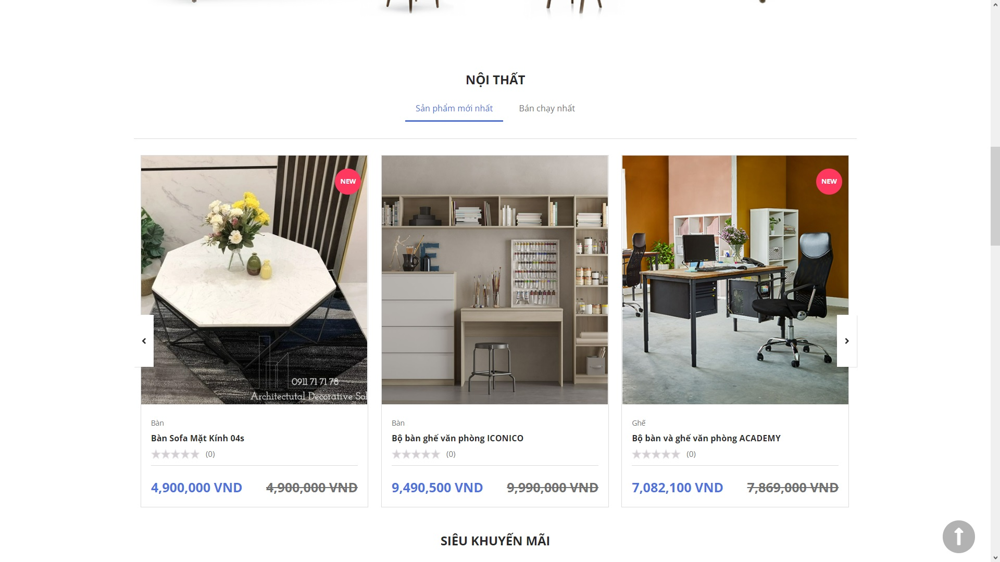 NỘI THẤT
Sản phẩm mới nhất
Bán chạy nhất
NEW
NEW
E
0911 71 71 78
Architectutal Decorative Sol
Bàn
Bàn Sofa Mặt Kính 04s
(0)
4,900,000 VND 4,900,000 VND
Bàn
Bộ bàn ghế văn phòng ICONICO
(0)
9,490,500 VND 9,990,000 VND
Ghế
Bộ bàn và ghế văn phòng ACADEMY
(0)
7,082,100 VND 7,869,000 VND
SIÊU KHUYẾN MÃI